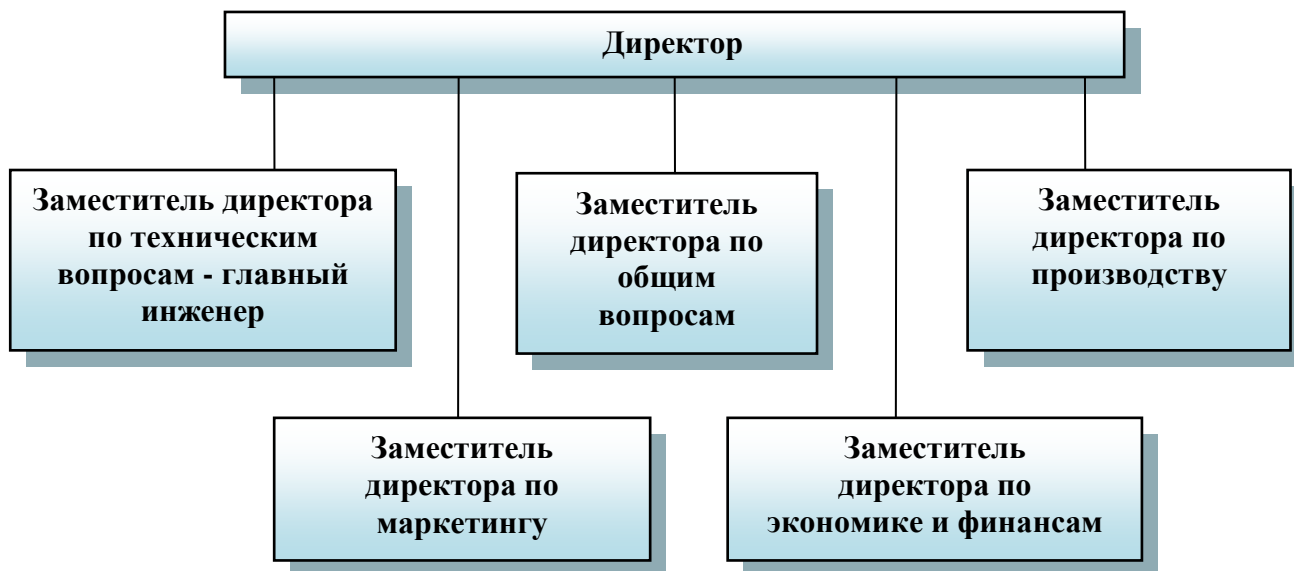 Директор
Заместитель директора
по техническим
вопросам - главный
инженер
Заместитель
директора по
общим
вопросам
Заместитель
директора по
производству
Заместитель
директора по
маркетингу
Заместитель
директора по
экономике и финансам